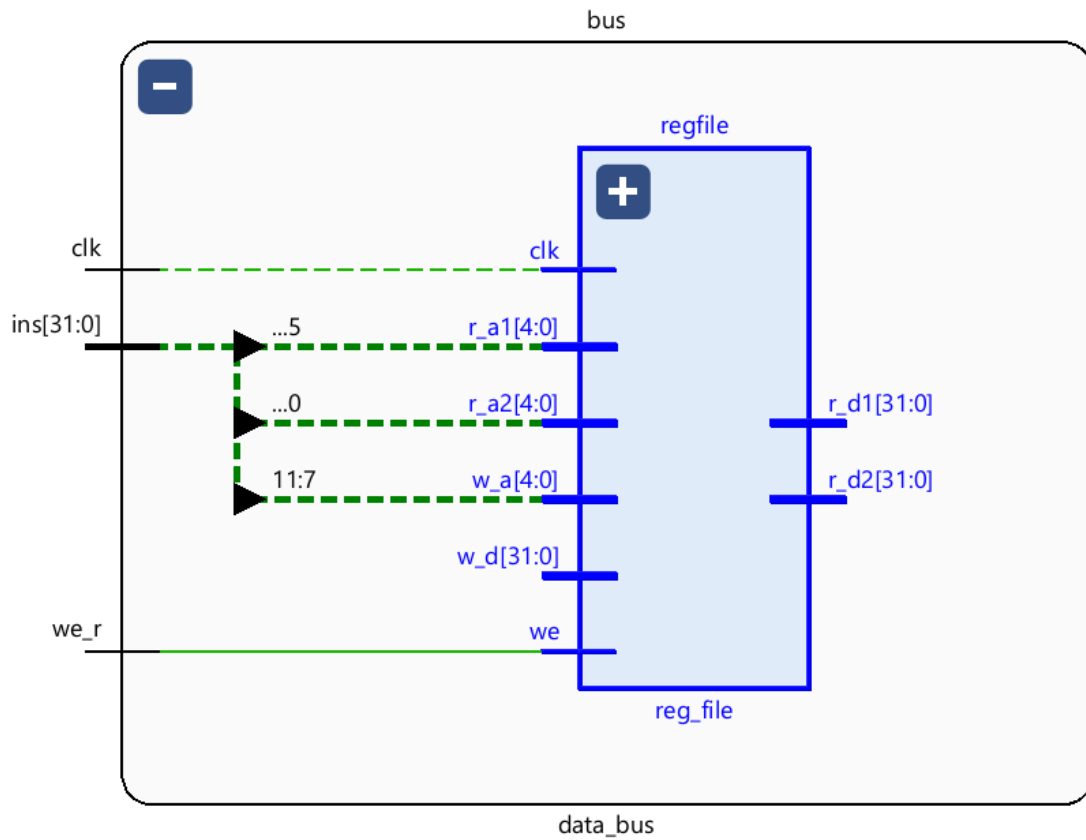 bus
regfile
clk
clk
ins[31:0]
...5
r_a1[4:0]
...0
r_a2[4:0]
r_d1[31:0]
11:7
w_a[4:0]
r_d2[31:0]
w_d[31:0]
we_r
we
reg_file
data_bus